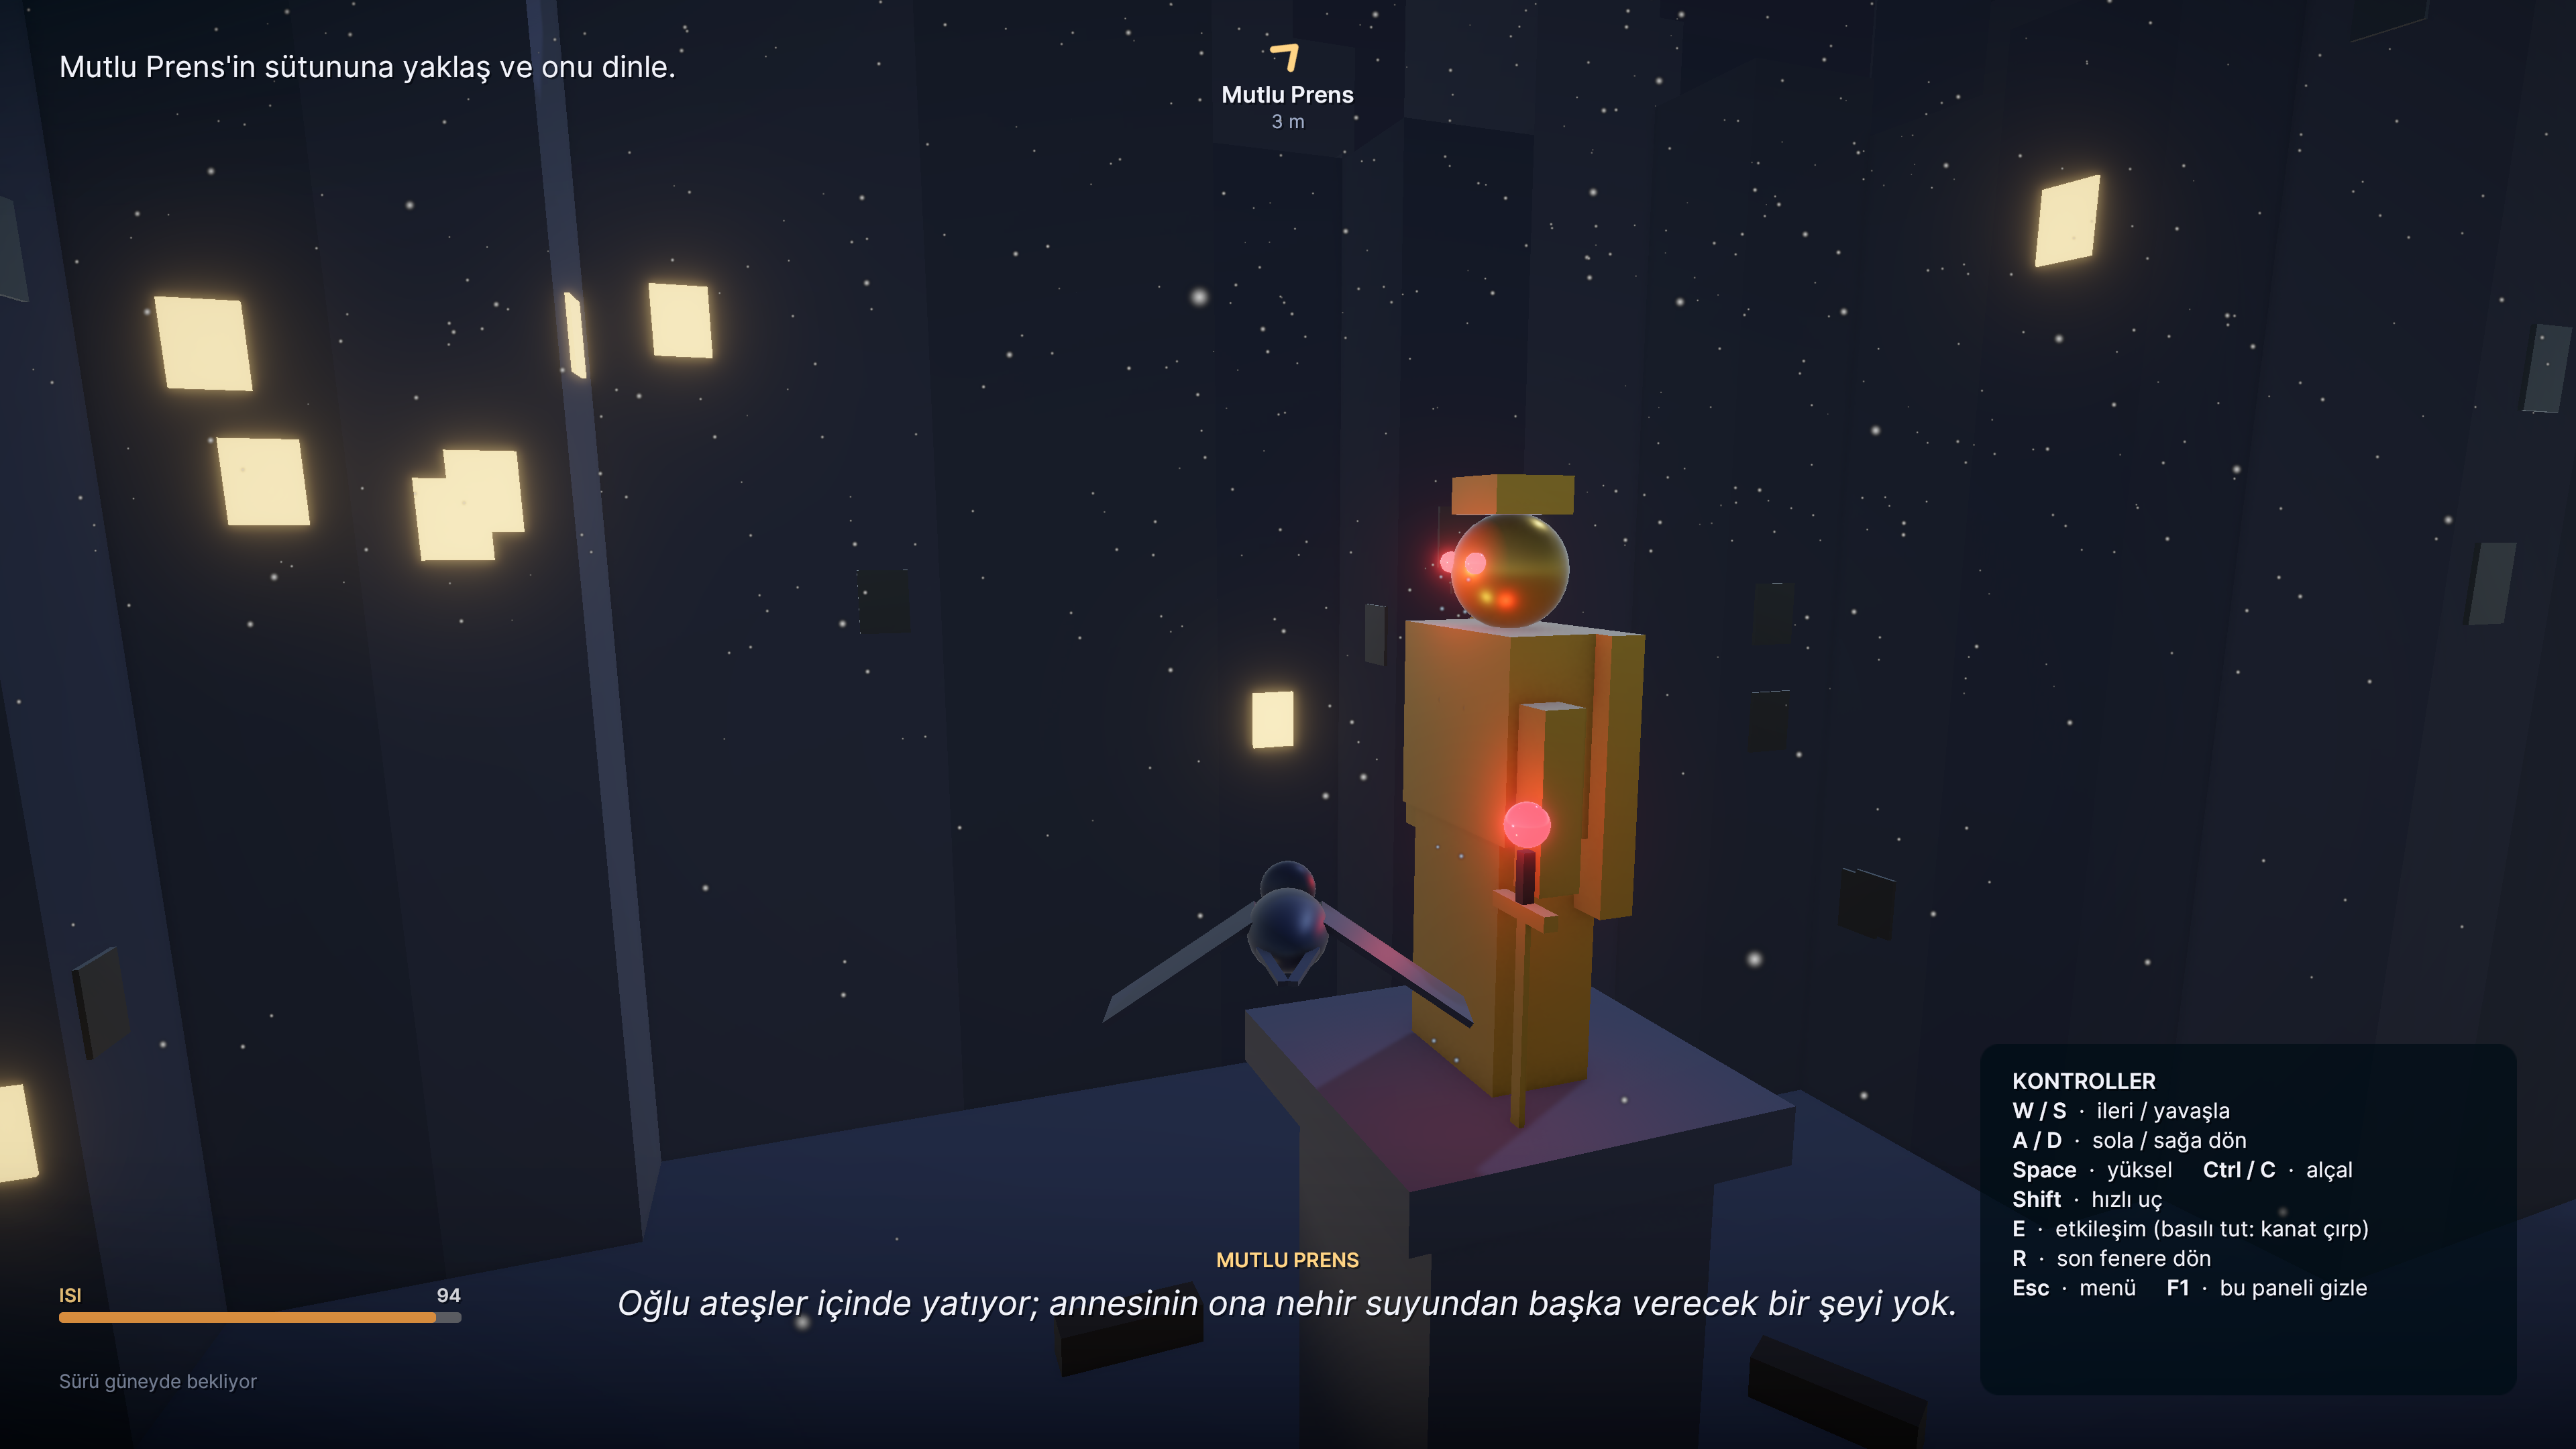 Mutlu Prens'in sütununa yaklaş ve onu dinle.
Mutlu Prens
3 m
KONTROLLER
W / S · ileri / yavaşla
A / D · sola / sağa dön
Space · yüksel Ctrl / C · alçal
Shift · hızlı uç
E · etkileşim (basılı tut: kanat çırp)
R · son fenere dön
Esc · menü F1 · bu paneli gizle
MUTLU PRENS
Oğlu ateşler içinde yatıyor; annesinin ona nehir suyundan başka verecek bir şeyi yok.
ISI 94
Sürü güneyde bekliyor